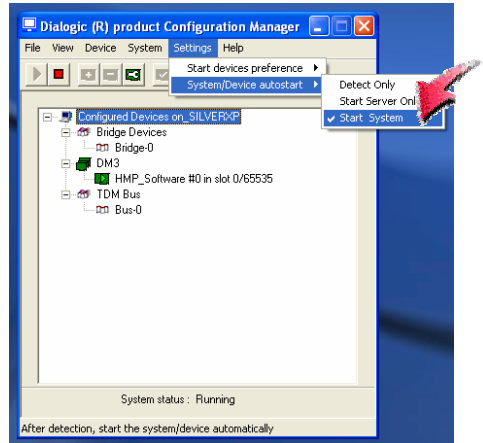 Dialogic (R) product Configuration Manager
File View Device System Settings Help
Start devices preference
System/Device autostart
Detect Only
Start Server Onl
Start System
Configured Devices on_SILVERXP
Bridge Devices
Bridge-0
DM3
HMP_Software #0 in slot 0/65535
TDM Bus
Bus-0
System status : Running
After detection, start the system/device automatically